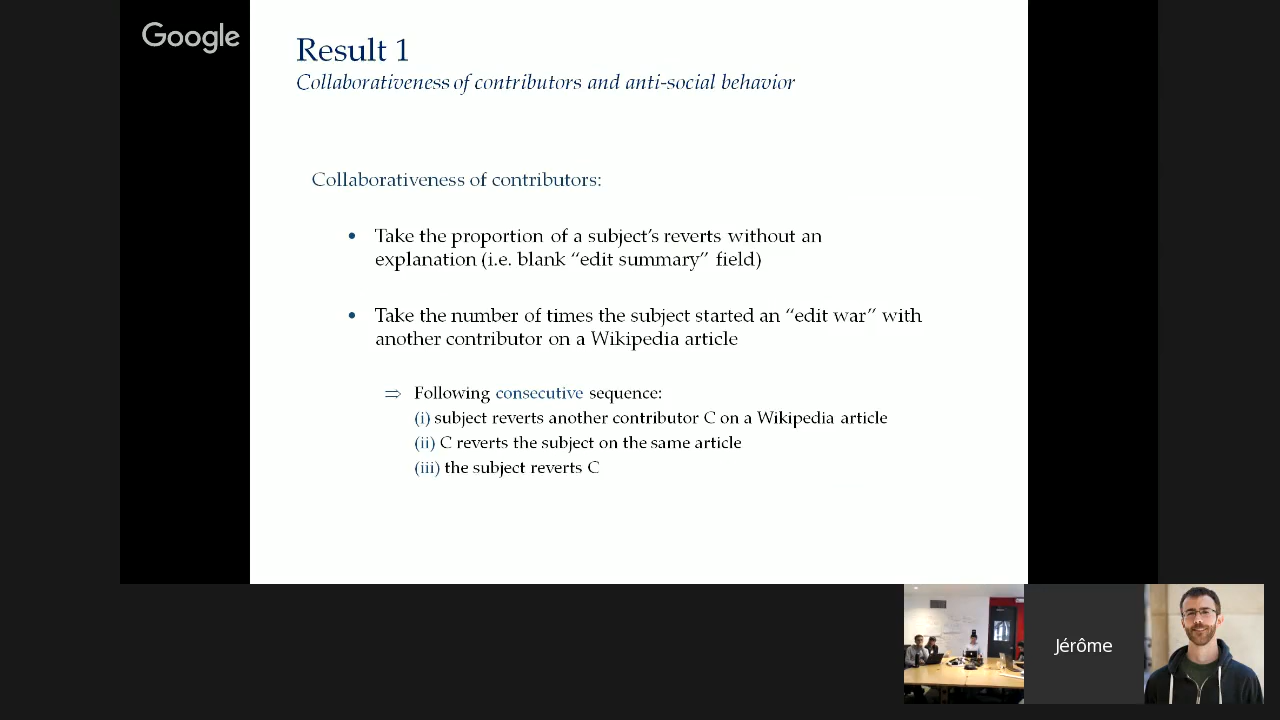 Google
Result 1
Collaborativeness of contributors and anti-social behavior
Collaborativeness of contributors:
• Take the proportion of a subject's reverts without an
explanation (i.e. blank “edit summary” field)
• Take the number of times the subject started an “edit war” with
another contributor on a Wikipedia article
⇒ Following consecutive sequence:
(i) subject reverts another contributor C on a Wikipedia article
(ii) C reverts the subject on the same article
(iii) the subject reverts C
Jérôme